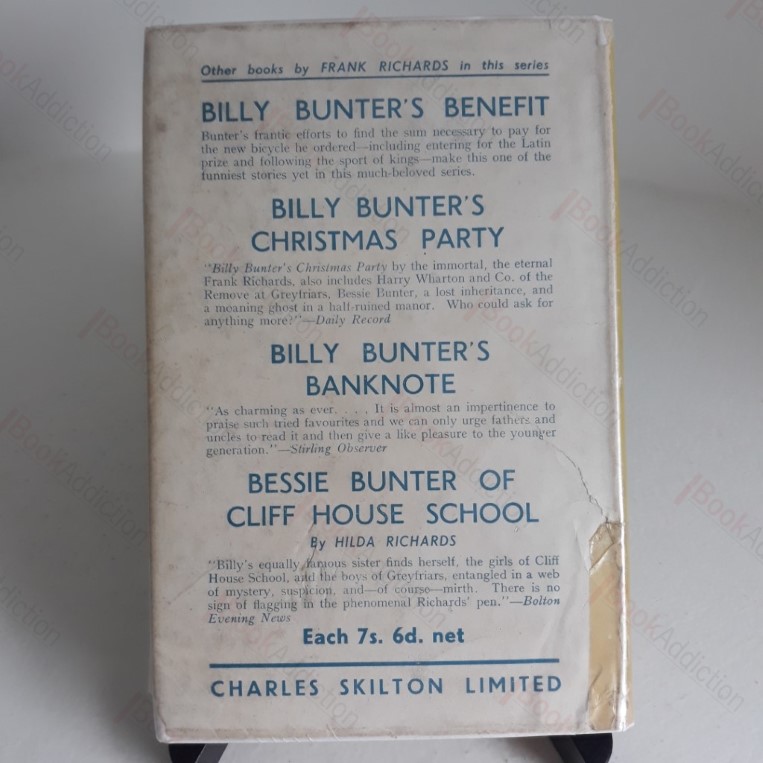 Other books by FRANK RICHARDS in this series
BILLY BUNTER'S BENEFIT
Bunter's frantic efforts to find the sum necessary to pay for
the new bicycle he ordered—including entering for the Latin
prize and following the sport of kings—make this one of the
funniest stories yet in this much-beloved series.
BILLY BUNTER'S
CHRISTMAS PARTY
"Billy Bunter's Christmas Party by the immortal, the eternal
Frank Richards, also includes Harry Wharton and Co. of the
Remove at Greyfriars, Bessie Bunter, a lost inheritance, and
a moaning ghost in a half-ruined manor. Who could ask for
anything more?"—Daily Record
BILLY BUNTER'S
BANKNOTE
"As charming as ever. . . . It is almost an impertinence to
praise such tried favourites and we can only urge fathers and
uncles to read it and then give a like pleasure to the younger
generation."—Stirling Observer
BESSIE BUNTER OF
CLIFF HOUSE SCHOOL
By HILDA RICHARDS
"Billy's equally famous sister finds herself, the girls of Cliff
House School, and the boys of Greyfriars, entangled in a web
of mystery, suspicion, and—of course—mirth. There is no
sign of flagging in the phenomenal Richards' pen."—Bolton
Evening News
Each 7s. 6d. net
CHARLES SKILTON LIMITED
BookAddiction